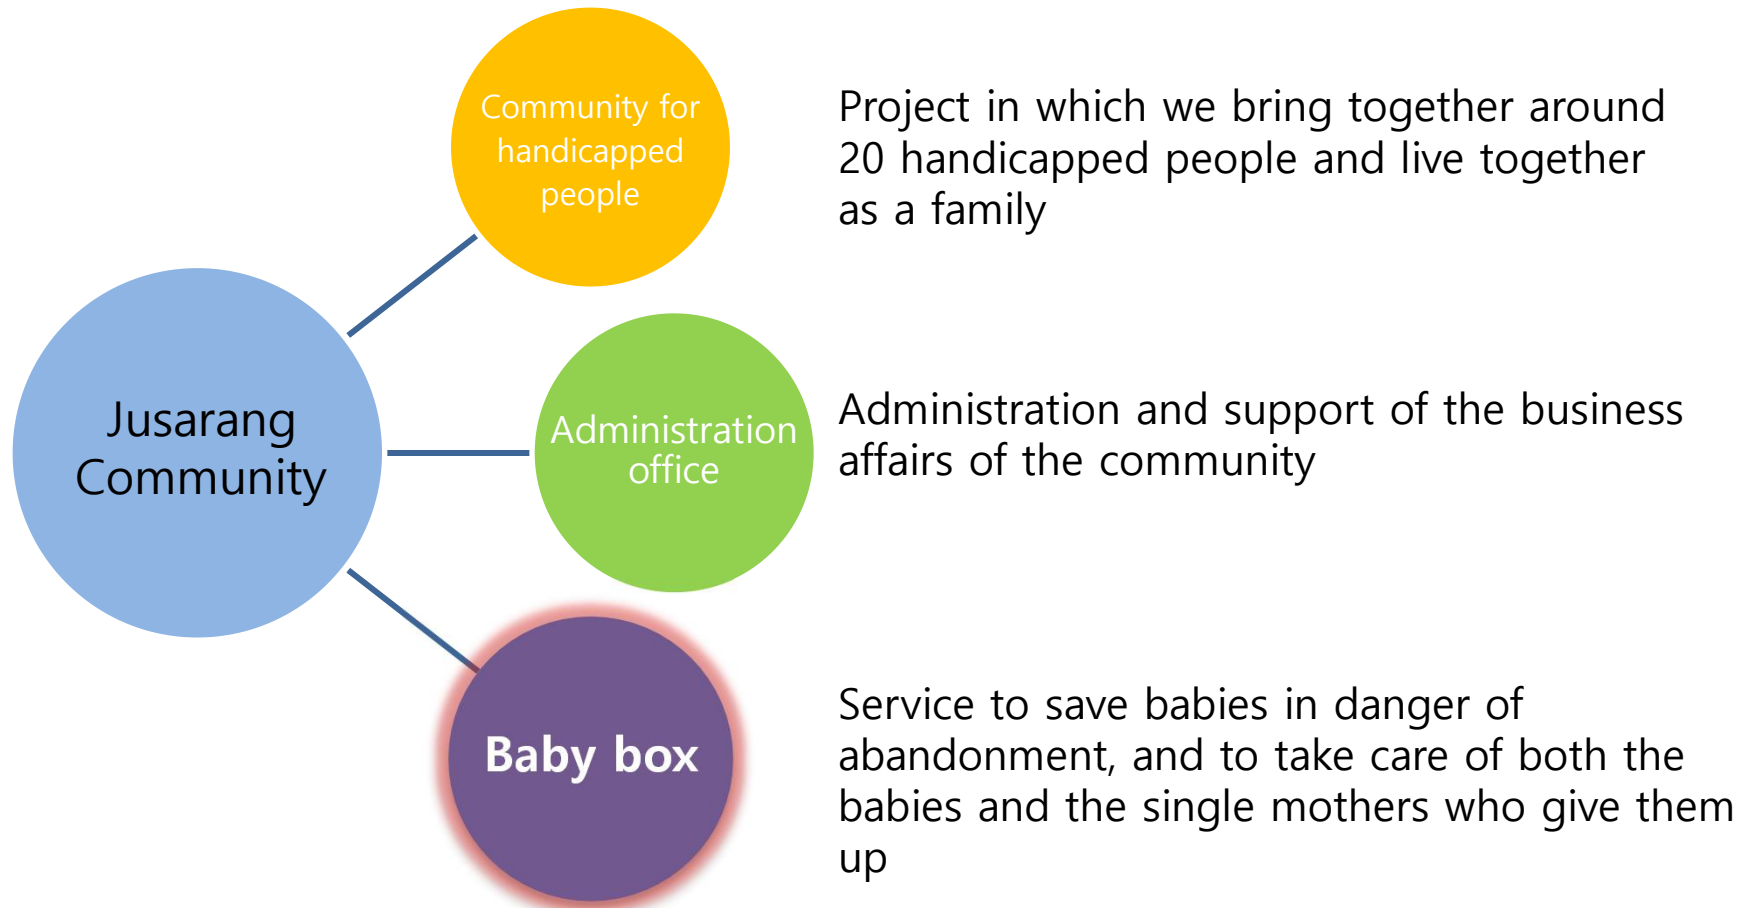 Community for
handicapped
people
Project in which we bring together around
20 handicapped people and live together
as a family
Jusarang
Community
Administration
office
Administration and support of the business
affairs of the community
Baby box
Service to save babies in danger of
abandonment, and to take care of both the
babies and the single mothers who give them
up